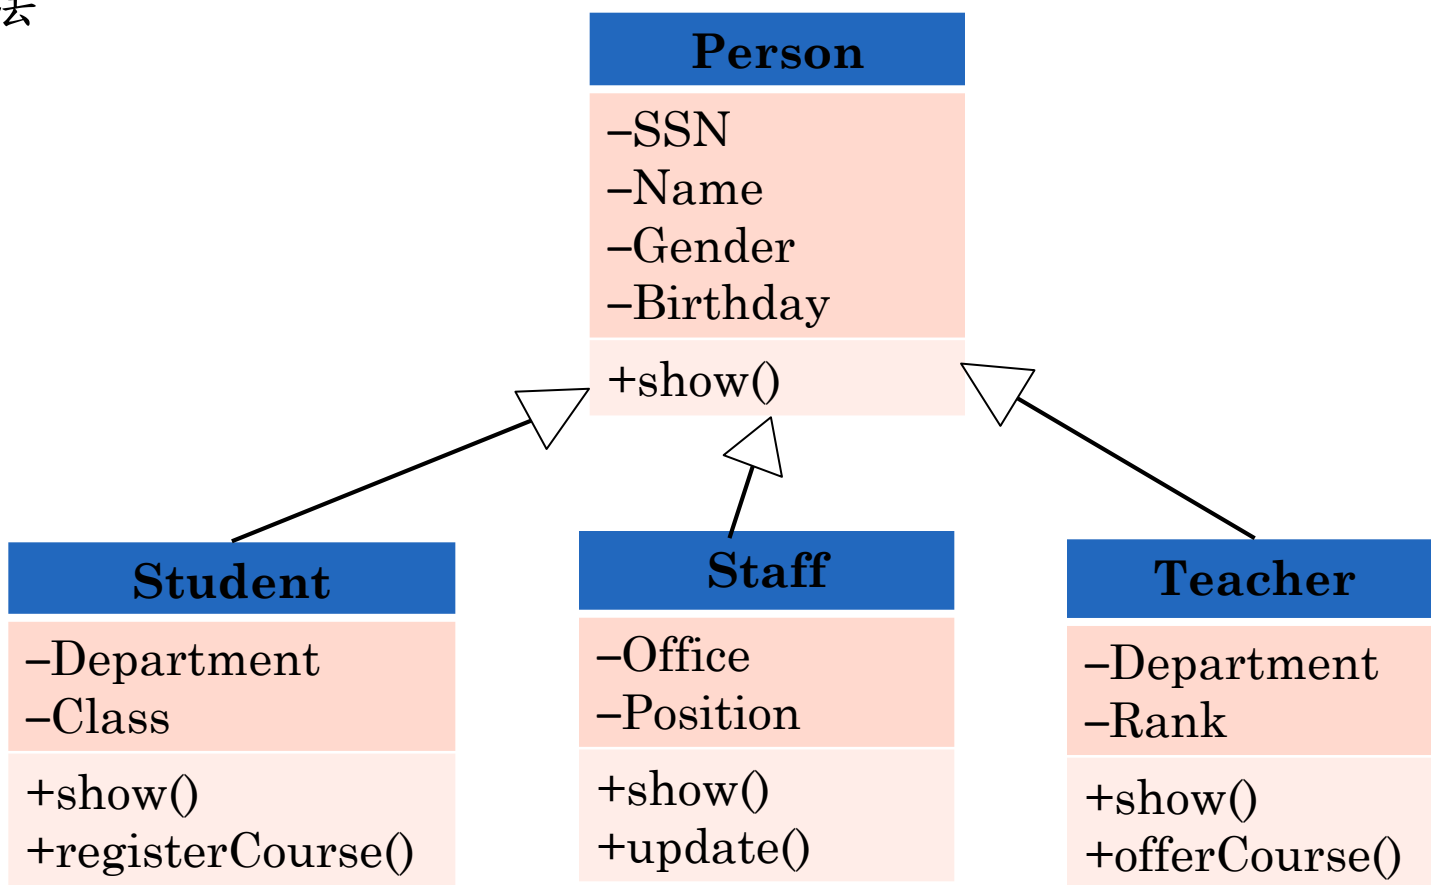 法
Person
–SSN
–Name
–Gender
–Birthday
+show()
Student
–Department
–Class
+show()
+registerCourse()
Staff
–Office
–Position
+show()
+update()
Teacher
–Department
–Rank
+show()
+offerCourse()